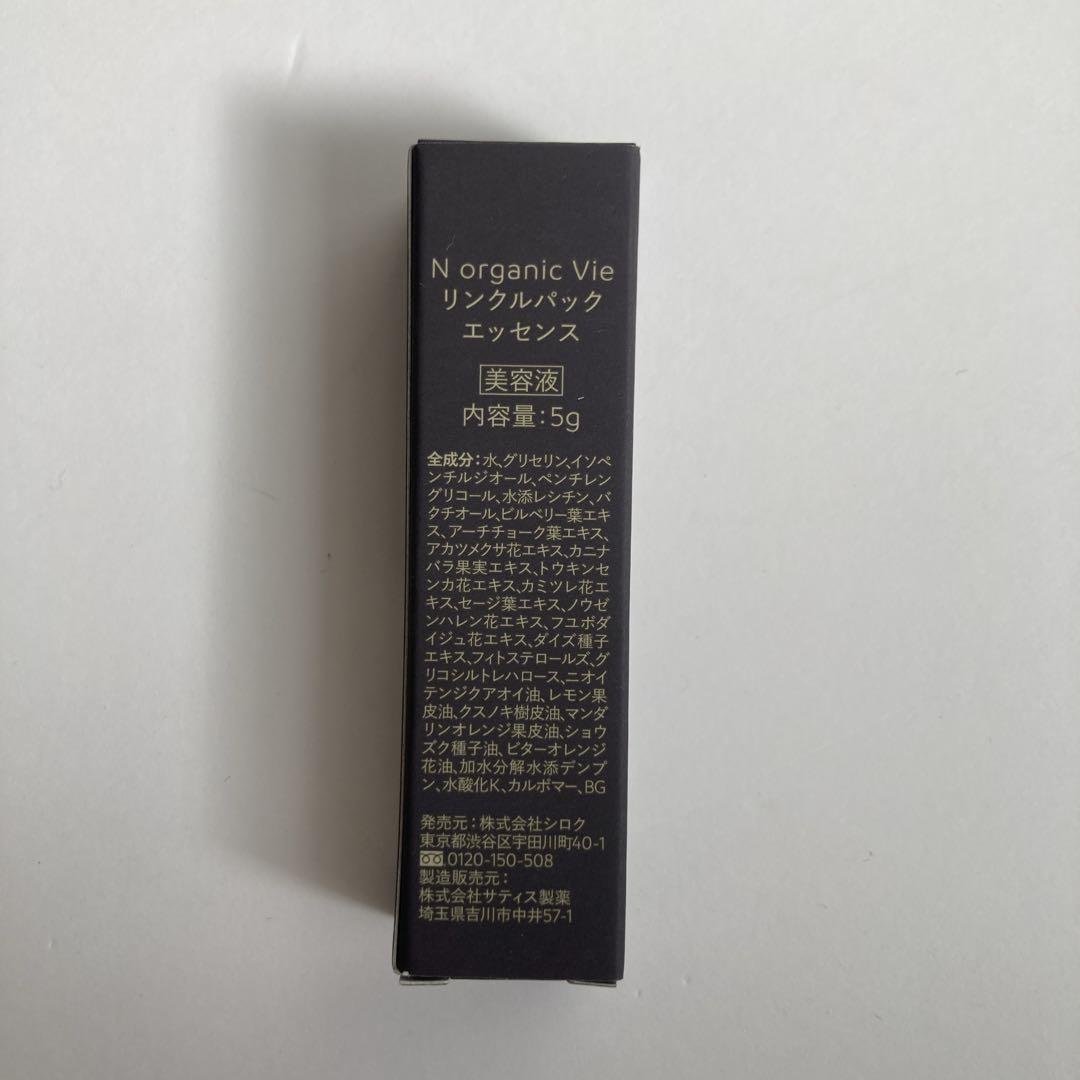 N organic Vie
リンクルパック
エッセンス
美容液
内容量:5g
全成分:水、グリセリン、イソペ
ンチルジオール、ペンチレン
グリコール、水添レシチン、バ
クチオール、ビルベリー葉エキ
ス、アーチチョーク葉エキス、
アカツメクサ花エキス、カニナ
バラ果実エキス、トウキンセ
ンカ花エキス、カミツレ花エ
キス、セージ葉エキス、ノウゼ
ンハレン花エキス、フユボダ
イジュ花エキス、ダイズ種子
エキス、フィトステロールズ、グ
リコシルトレハロース、ニオイ
テンジクアオイ油、レモン果
皮油、クスノキ樹皮油、マンダ
リンオレンジ果皮油、ショウ
ズク種子油、ビターオレンジ
花油、加水分解水添デンプ
ン、水酸化K、カルボマー、BG
発売元:株式会社シロク
東京都渋谷区宇田川町40-1
0120-150-508
製造販売元:
株式会社サティス製薬
埼玉県吉川市中井57-1